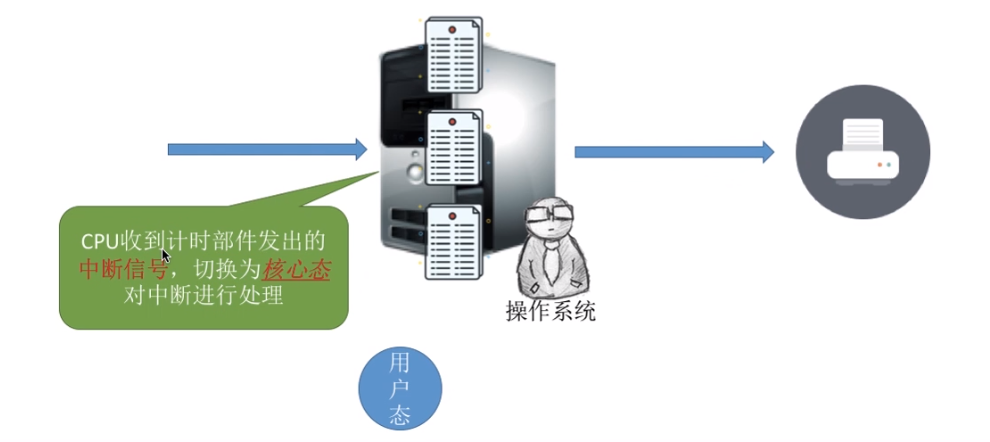 CPU收到计时部件发出的
中断信号，切换为核心态
对中断进行处理
操作系统
用
户
态